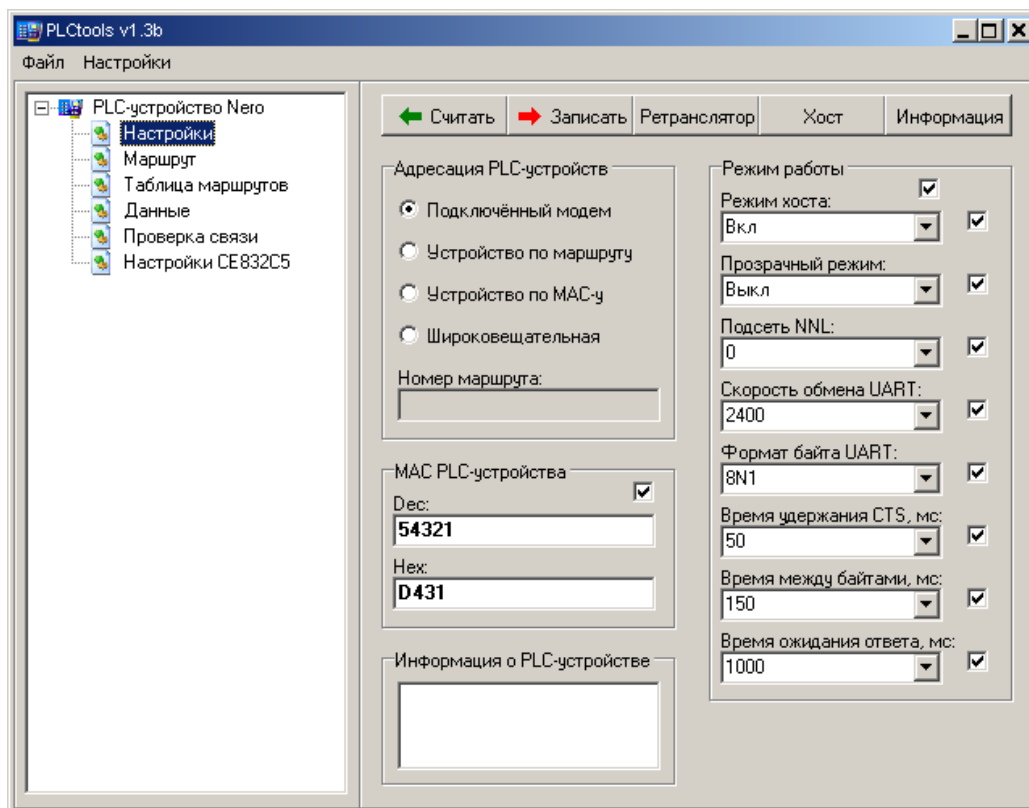 PLCtools v1.3b
Файл Настройки
PLC-устройство Nero
Настройки
Маршрут
Таблица маршрутов
Данные
Проверка связи
Настройки CE832C5
Считать Записать Ретранслятор Хост Информация
Адресация PLC-устройств
Подключённый модем
Устройство по маршруту
Устройство по MAC-у
Широковещательная
Номер маршрута:
MAC PLC-устройства
Dec:
54321
Hex:
D431
Информация о PLC-устройстве
Режим работы
Режим хоста:
Вкл
Прозрачный режим:
Выкл
Подсеть NNL:
0
Скорость обмена UART:
2400
Формат байта UART:
8N1
Время удержания CTS, мс:
50
Время между байтами, мс:
150
Время ожидания ответа, мс:
1000